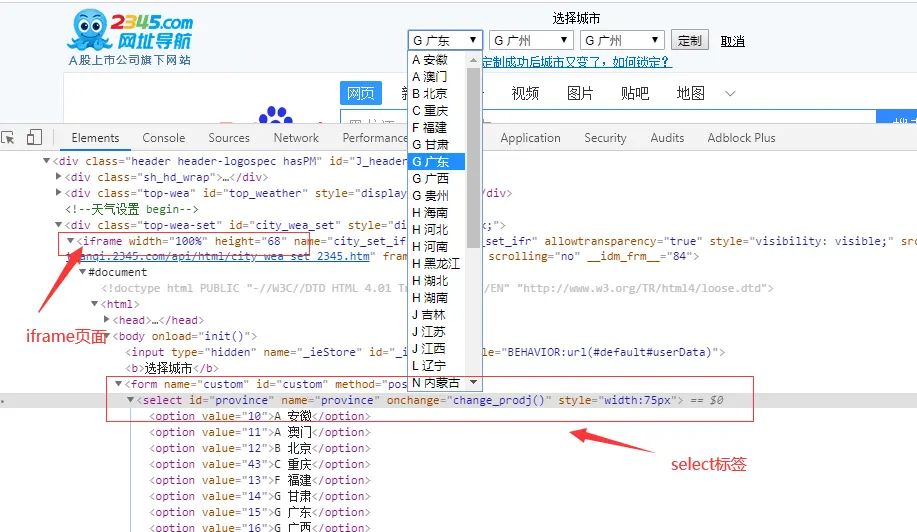 2345.com
网址导航
A股上市公司旗下网站
选择城市
G 广东 G 广州 G 广州 定制 取消
定制成功后城市又变了，如何锁定？
网页 视频 图片 贴吧 地图
A 安徽
A 澳门
B 北京
C 重庆
F 福建
G 甘肃
G 广东
G 广西
G 贵州
H 海南
H 河北
H 河南
H 黑龙江
H 湖北
H 湖南
J 吉林
J 江苏
J 江西
L 辽宁
N 内蒙古
Elements Console Sources Network Performance Application Security Audits Adblock Plus
▼<div class="header header-logospec hasPM" id="J_header
▶<div class="sh_hd_wrap">…</div>
▶<div class="top-wea" id="top_weather" style="display </div>
<!--天气设置 begin-->
▼<div class="top-wea-set" id="city_wea_set" style="di k;">
▼<iframe width="100%" height="68" name="city_set_if _set_ifr" allowtransparency="true" style="visibility: visible;" src
tianqi.2345.com/api/html/city_wea_set_2345.htm" fram scrolling="no" __idm_frm__="84">
▼#document
<!doctype html PUBLIC "-//W3C//DTD HTML 4.01 Tr /EN" "http://www.w3.org/TR/html4/loose.dtd">
▼<html>
▶<head>…</head>
iframe页面
▼<body onload="init()">
<input type="hidden" name="_ieStore" id="_i le="BEHAVIOR:url(#default#userData)">
<b>选择城市</b>
▼<form name="custom" id="custom" method="pos
▼<select id="province" name="province" onchange="change_prodj()" style="width:75px"> == $0
<option value="10">A 安徽</option>
<option value="11">A 澳门</option>
<option value="12">B 北京</option>
<option value="43">C 重庆</option>
<option value="13">F 福建</option>
<option value="14">G 甘肃</option>
<option value="15">G 广东</option>
<option value="16">G 广西</option>
select标签